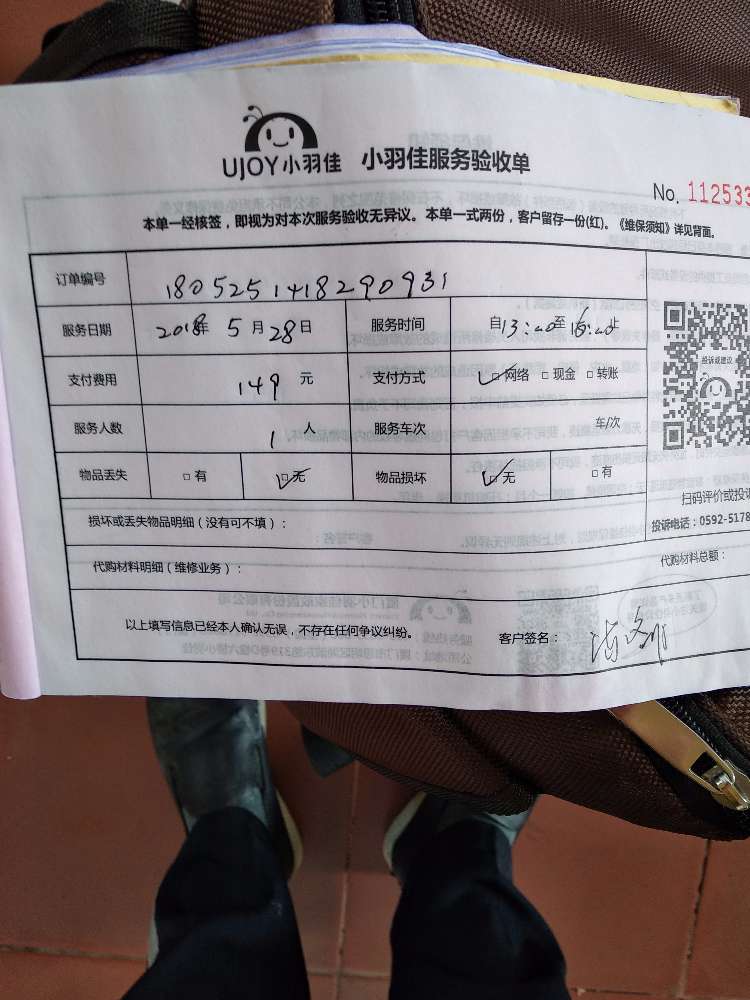 UJOY小羽佳 小羽佳服务验收单
No. 112533
本单一经核签，即视为对本次服务验收无异议。本单一式两份，客户留存一份(红)。《维保须知》详见背面。
订单编号 1805251418290931
服务日期 2018年 5 月 28 日 服务时间 自13:00至16:00止
支付费用 149 元 支付方式 ☑网络 □现金 □转账
服务人数 1 人 服务车次 车/次
物品丢失 □有 ☑无 物品损坏 ☑无 □有
投诉或建议
扫码评价或投诉
投诉电话：0592-5178
损坏或丢失物品明细（没有可不填）：
代购材料明细（维修业务）： 代购材料总额：
以上填写信息已经本人确认无误，不存在任何争议纠纷。 客户签名：